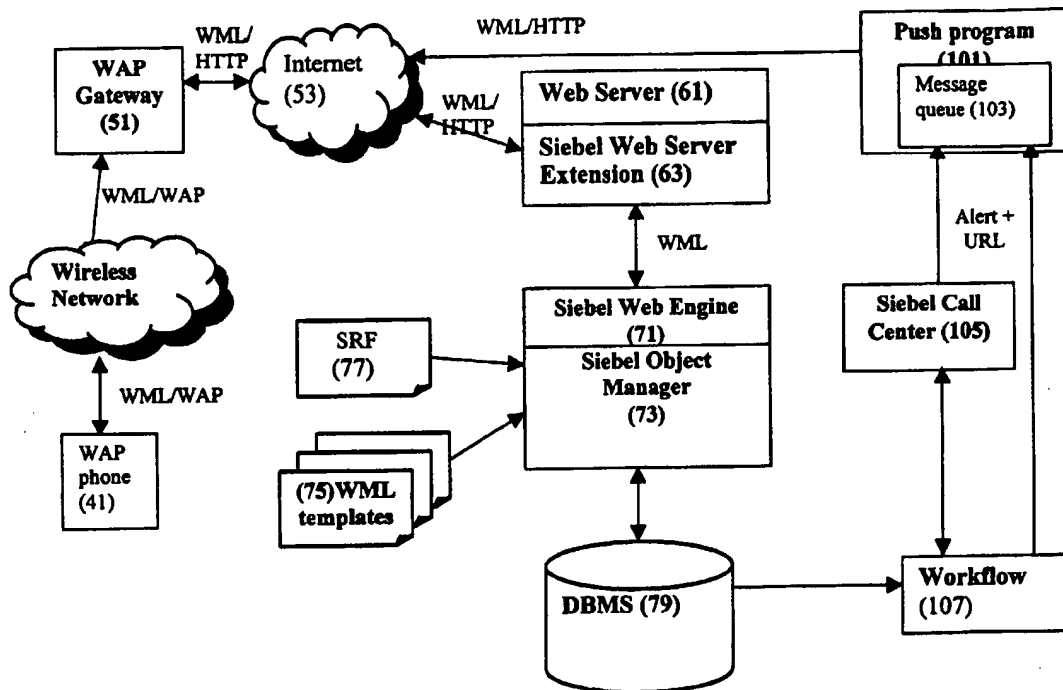 WML/
HTTP
WML/HTTP
Push program
(101)
Message
queue (103)
WAP
Gateway
(51)
Internet
(53)
WML/
HTTP
Web Server (61)
Siebel Web Server
Extension (63)
WML/WAP
WML
Alert +
URL
Wireless
Network
Siebel Web Engine
(71)
Siebel Object
Manager
(73)
Siebel Call
Center (105)
SRF
(77)
WML/WAP
WAP
phone
(41)
(75)WML
templates
DBMS (79)
Workflow
(107)